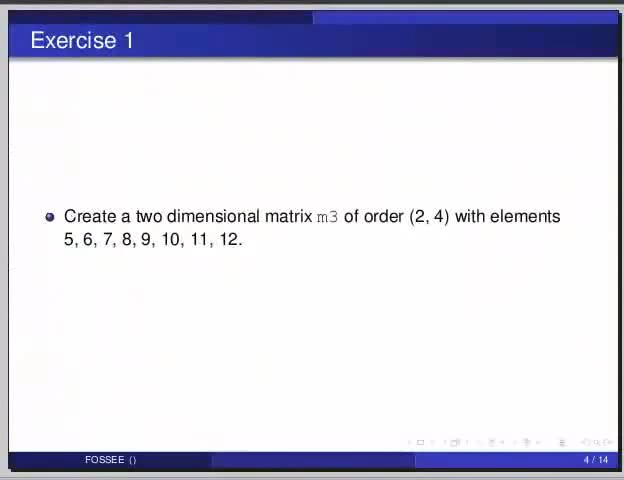 Exercise 1
Create a two dimensional matrix m3 of order (2, 4) with elements
5, 6, 7, 8, 9, 10, 11, 12.
FOSSEE ()
4 / 14